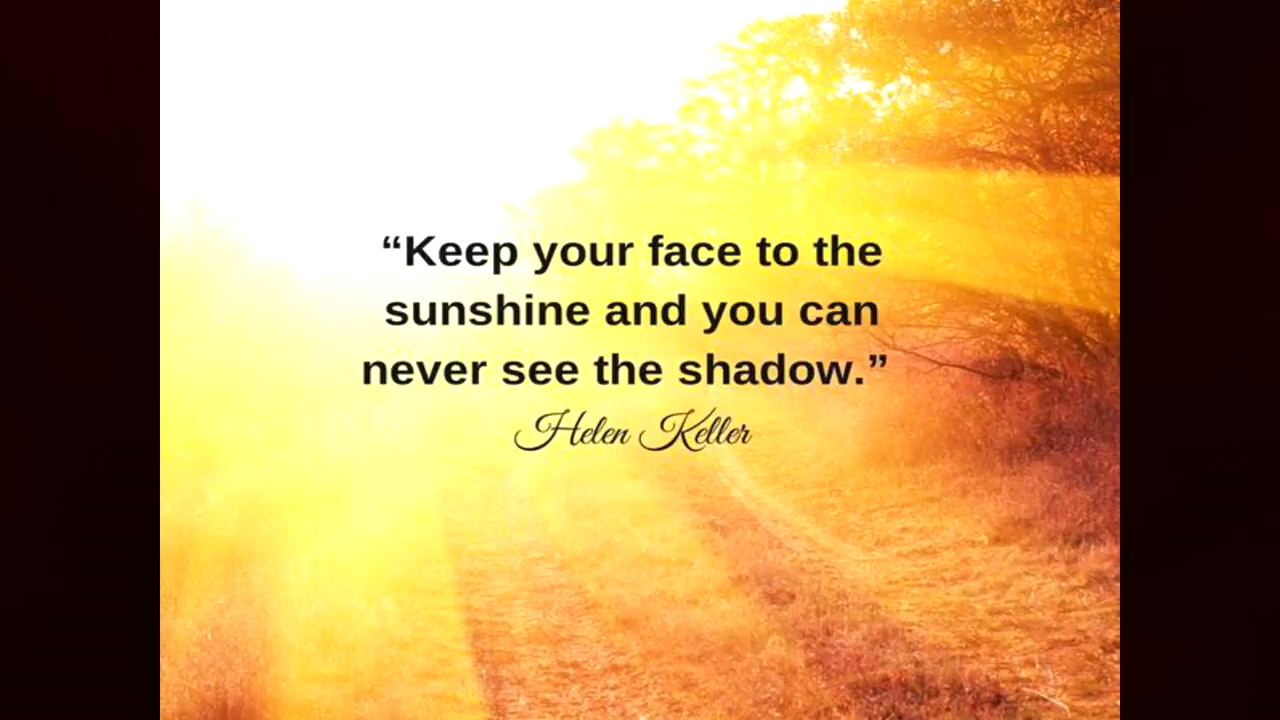 “Keep your face to the
sunshine and you can
never see the shadow.”
Helen Keller